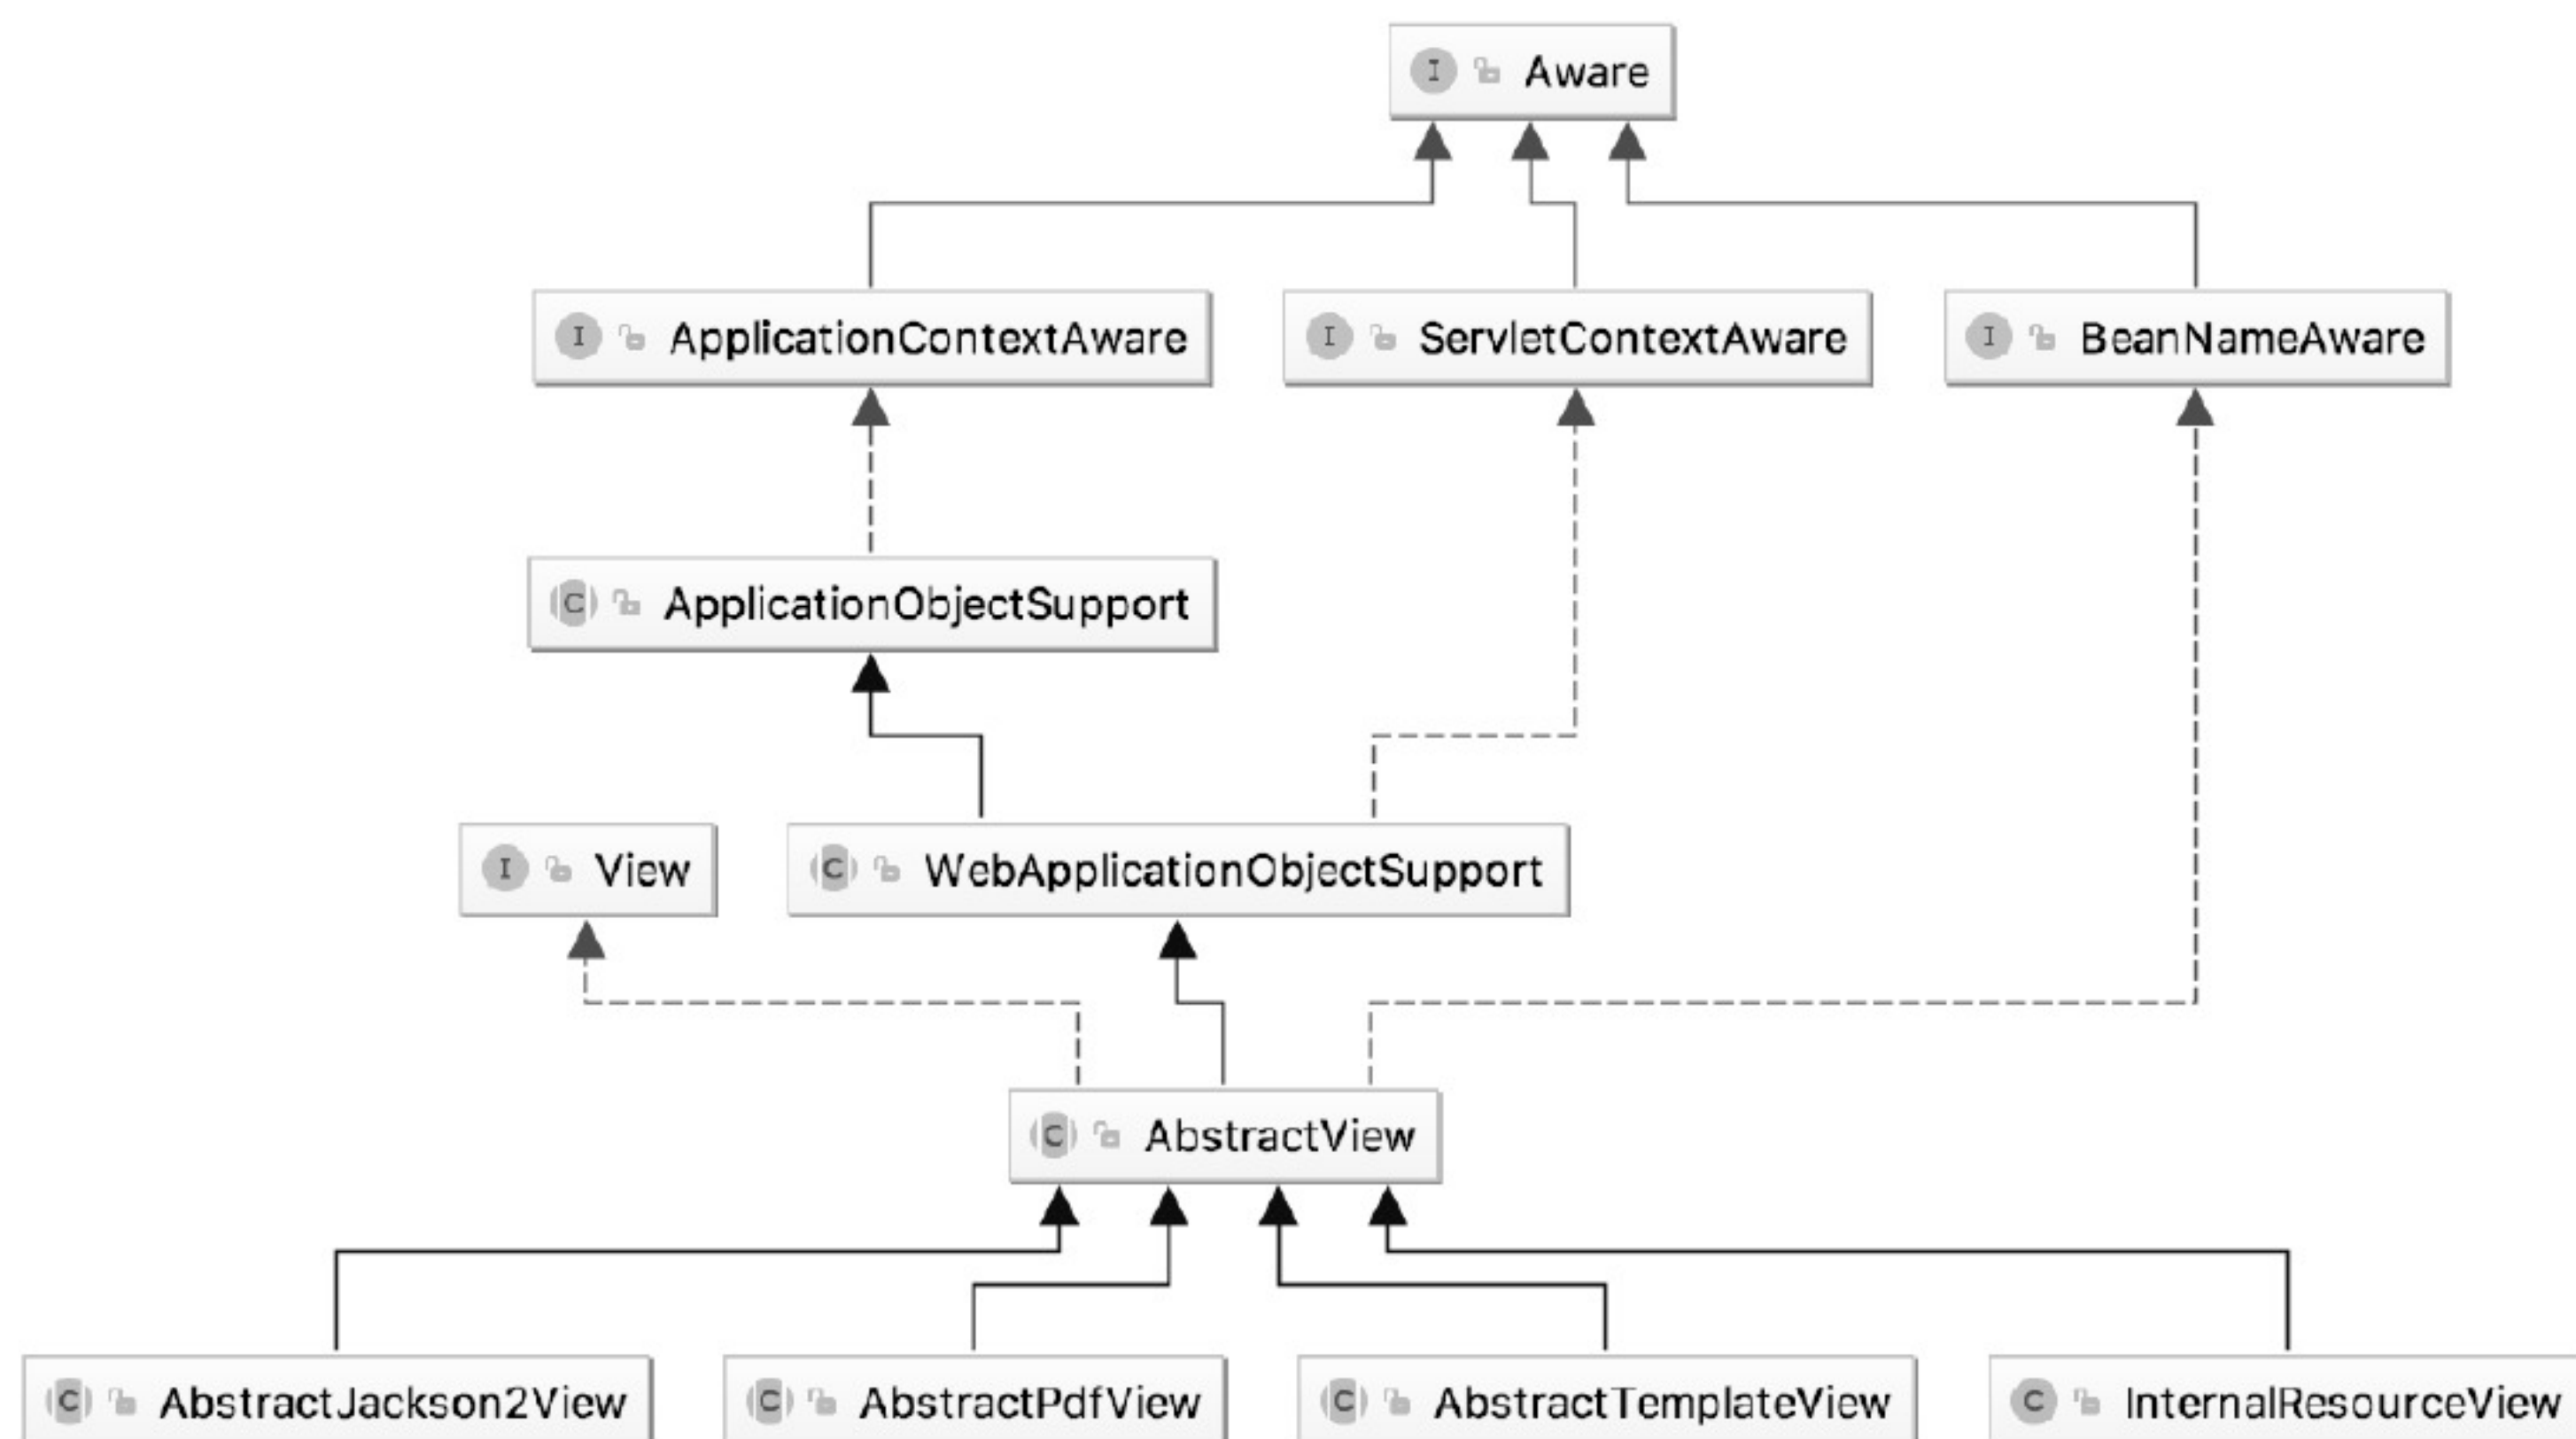 I Aware
I ApplicationContextAware
I ServletContextAware
I BeanNameAware
C ApplicationObjectSupport
I View
C WebApplicationObjectSupport
C AbstractView
C AbstractJackson2View
C AbstractPdfView
C AbstractTemplateView
C InternalResourceView